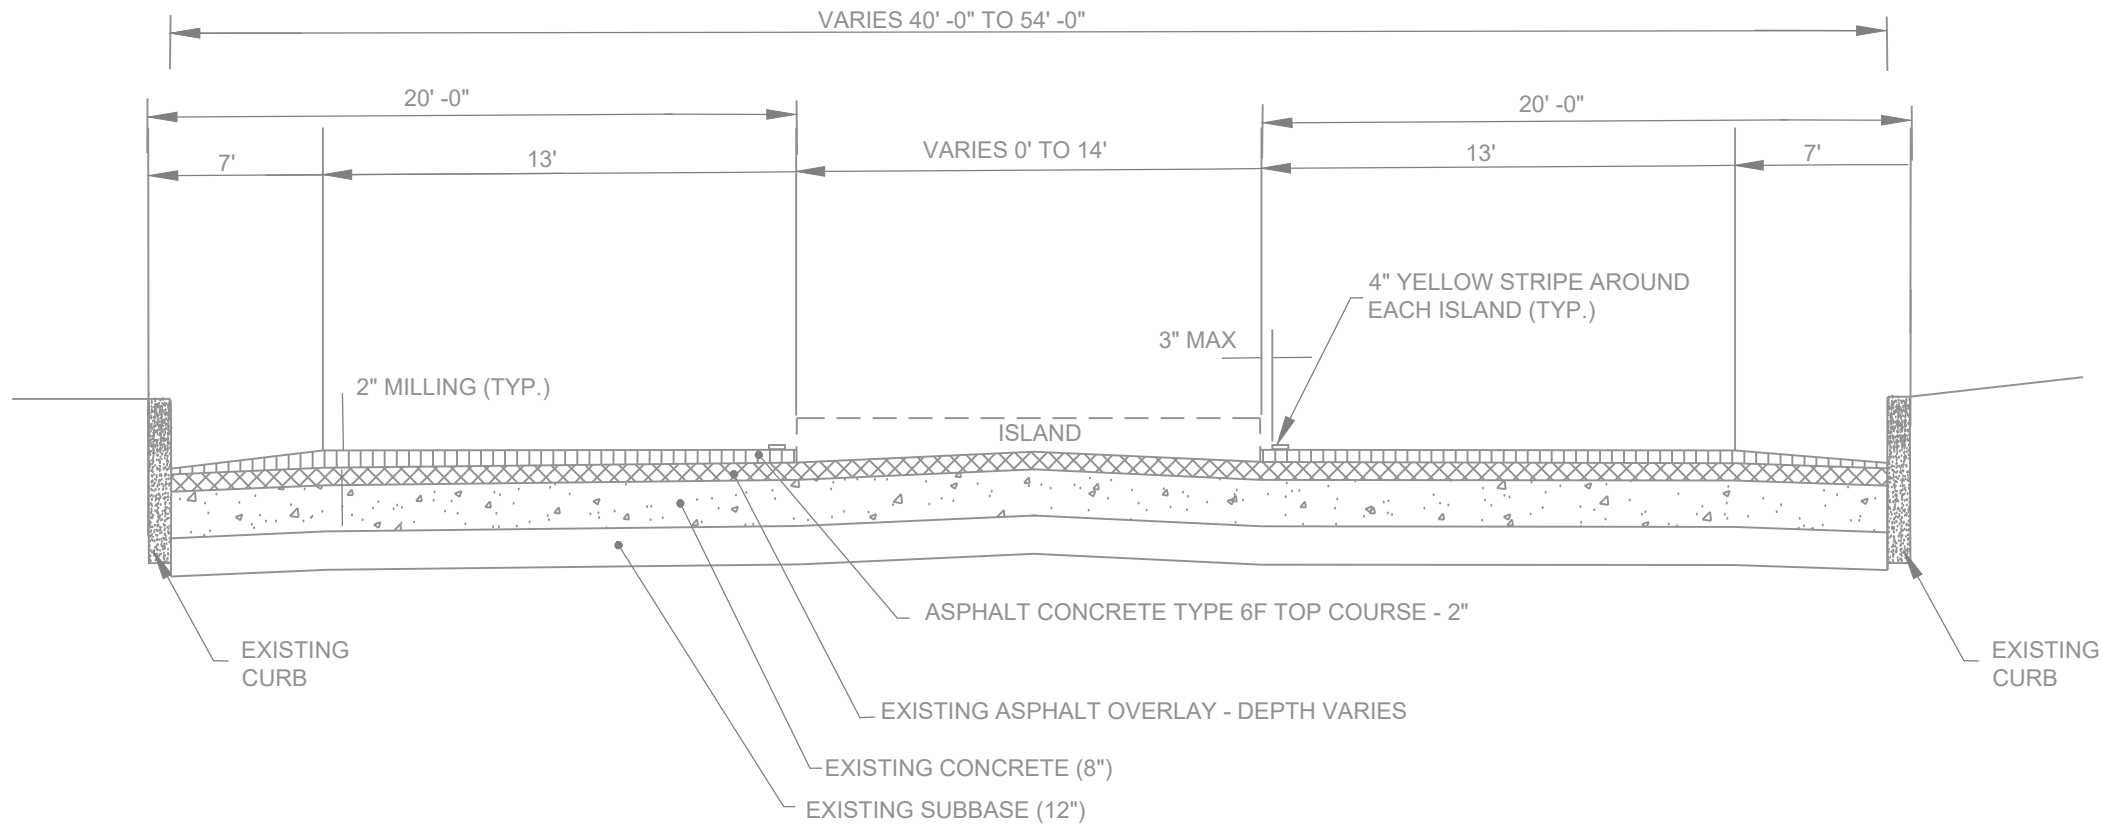 VARIES 40' -0" TO 54' -0"
20' -0"
20' -0"
7'
13'
VARIES 0' TO 14'
13'
7'
4" YELLOW STRIPE AROUND
EACH ISLAND (TYP.)
3" MAX
2" MILLING (TYP.)
ISLAND
ASPHALT CONCRETE TYPE 6F TOP COURSE - 2"
EXISTING
CURB
EXISTING
CURB
EXISTING ASPHALT OVERLAY - DEPTH VARIES
EXISTING CONCRETE (8")
EXISTING SUBBASE (12")